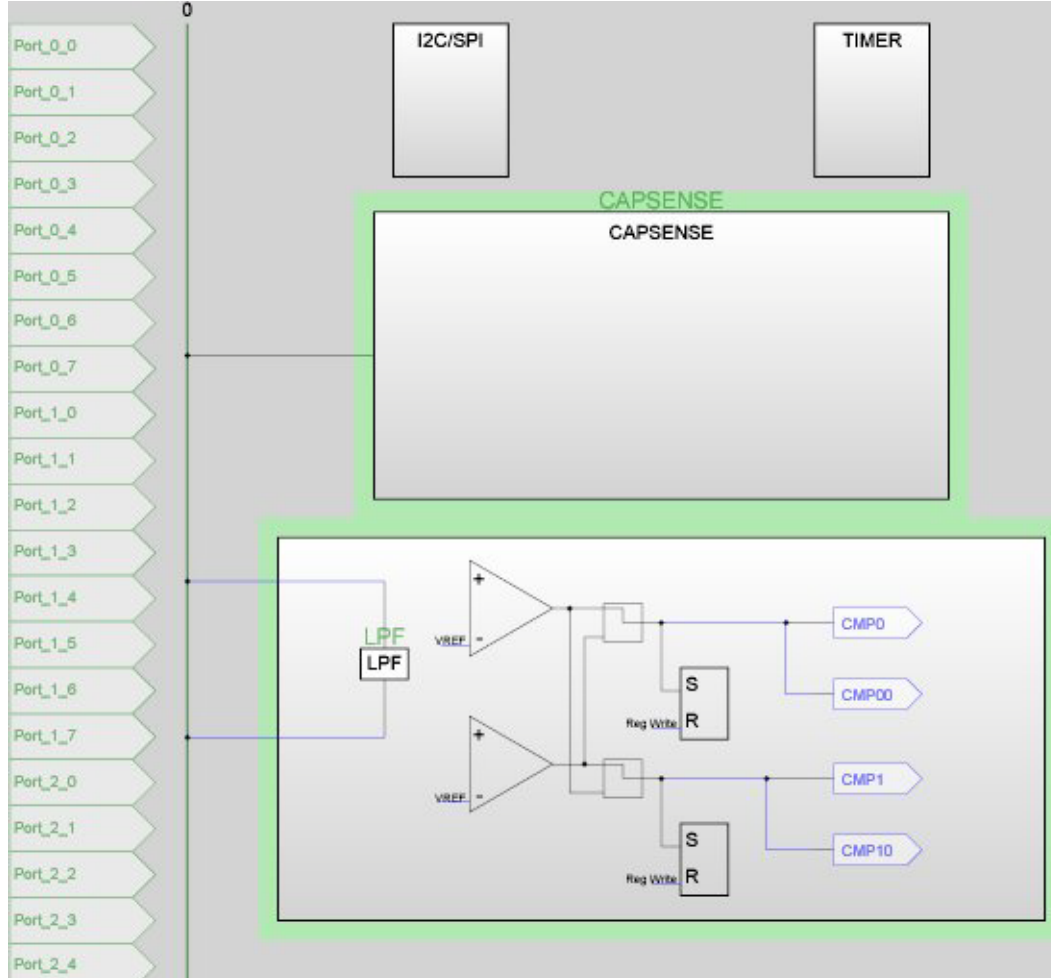 0
Port_0_0
Port_0_1
Port_0_2
Port_0_3
Port_0_4
Port_0_5
Port_0_6
Port_0_7
Port_1_0
Port_1_1
Port_1_2
Port_1_3
Port_1_4
Port_1_5
Port_1_6
Port_1_7
Port_2_0
Port_2_1
Port_2_2
Port_2_3
Port_2_4
I2C/SPI
TIMER
CAPSENSE
CAPSENSE
LPF
LPF
+
VREF -
S
Reg Write R
CMP0
CMP00
+
VREF -
S
Reg Write R
CMP1
CMP10